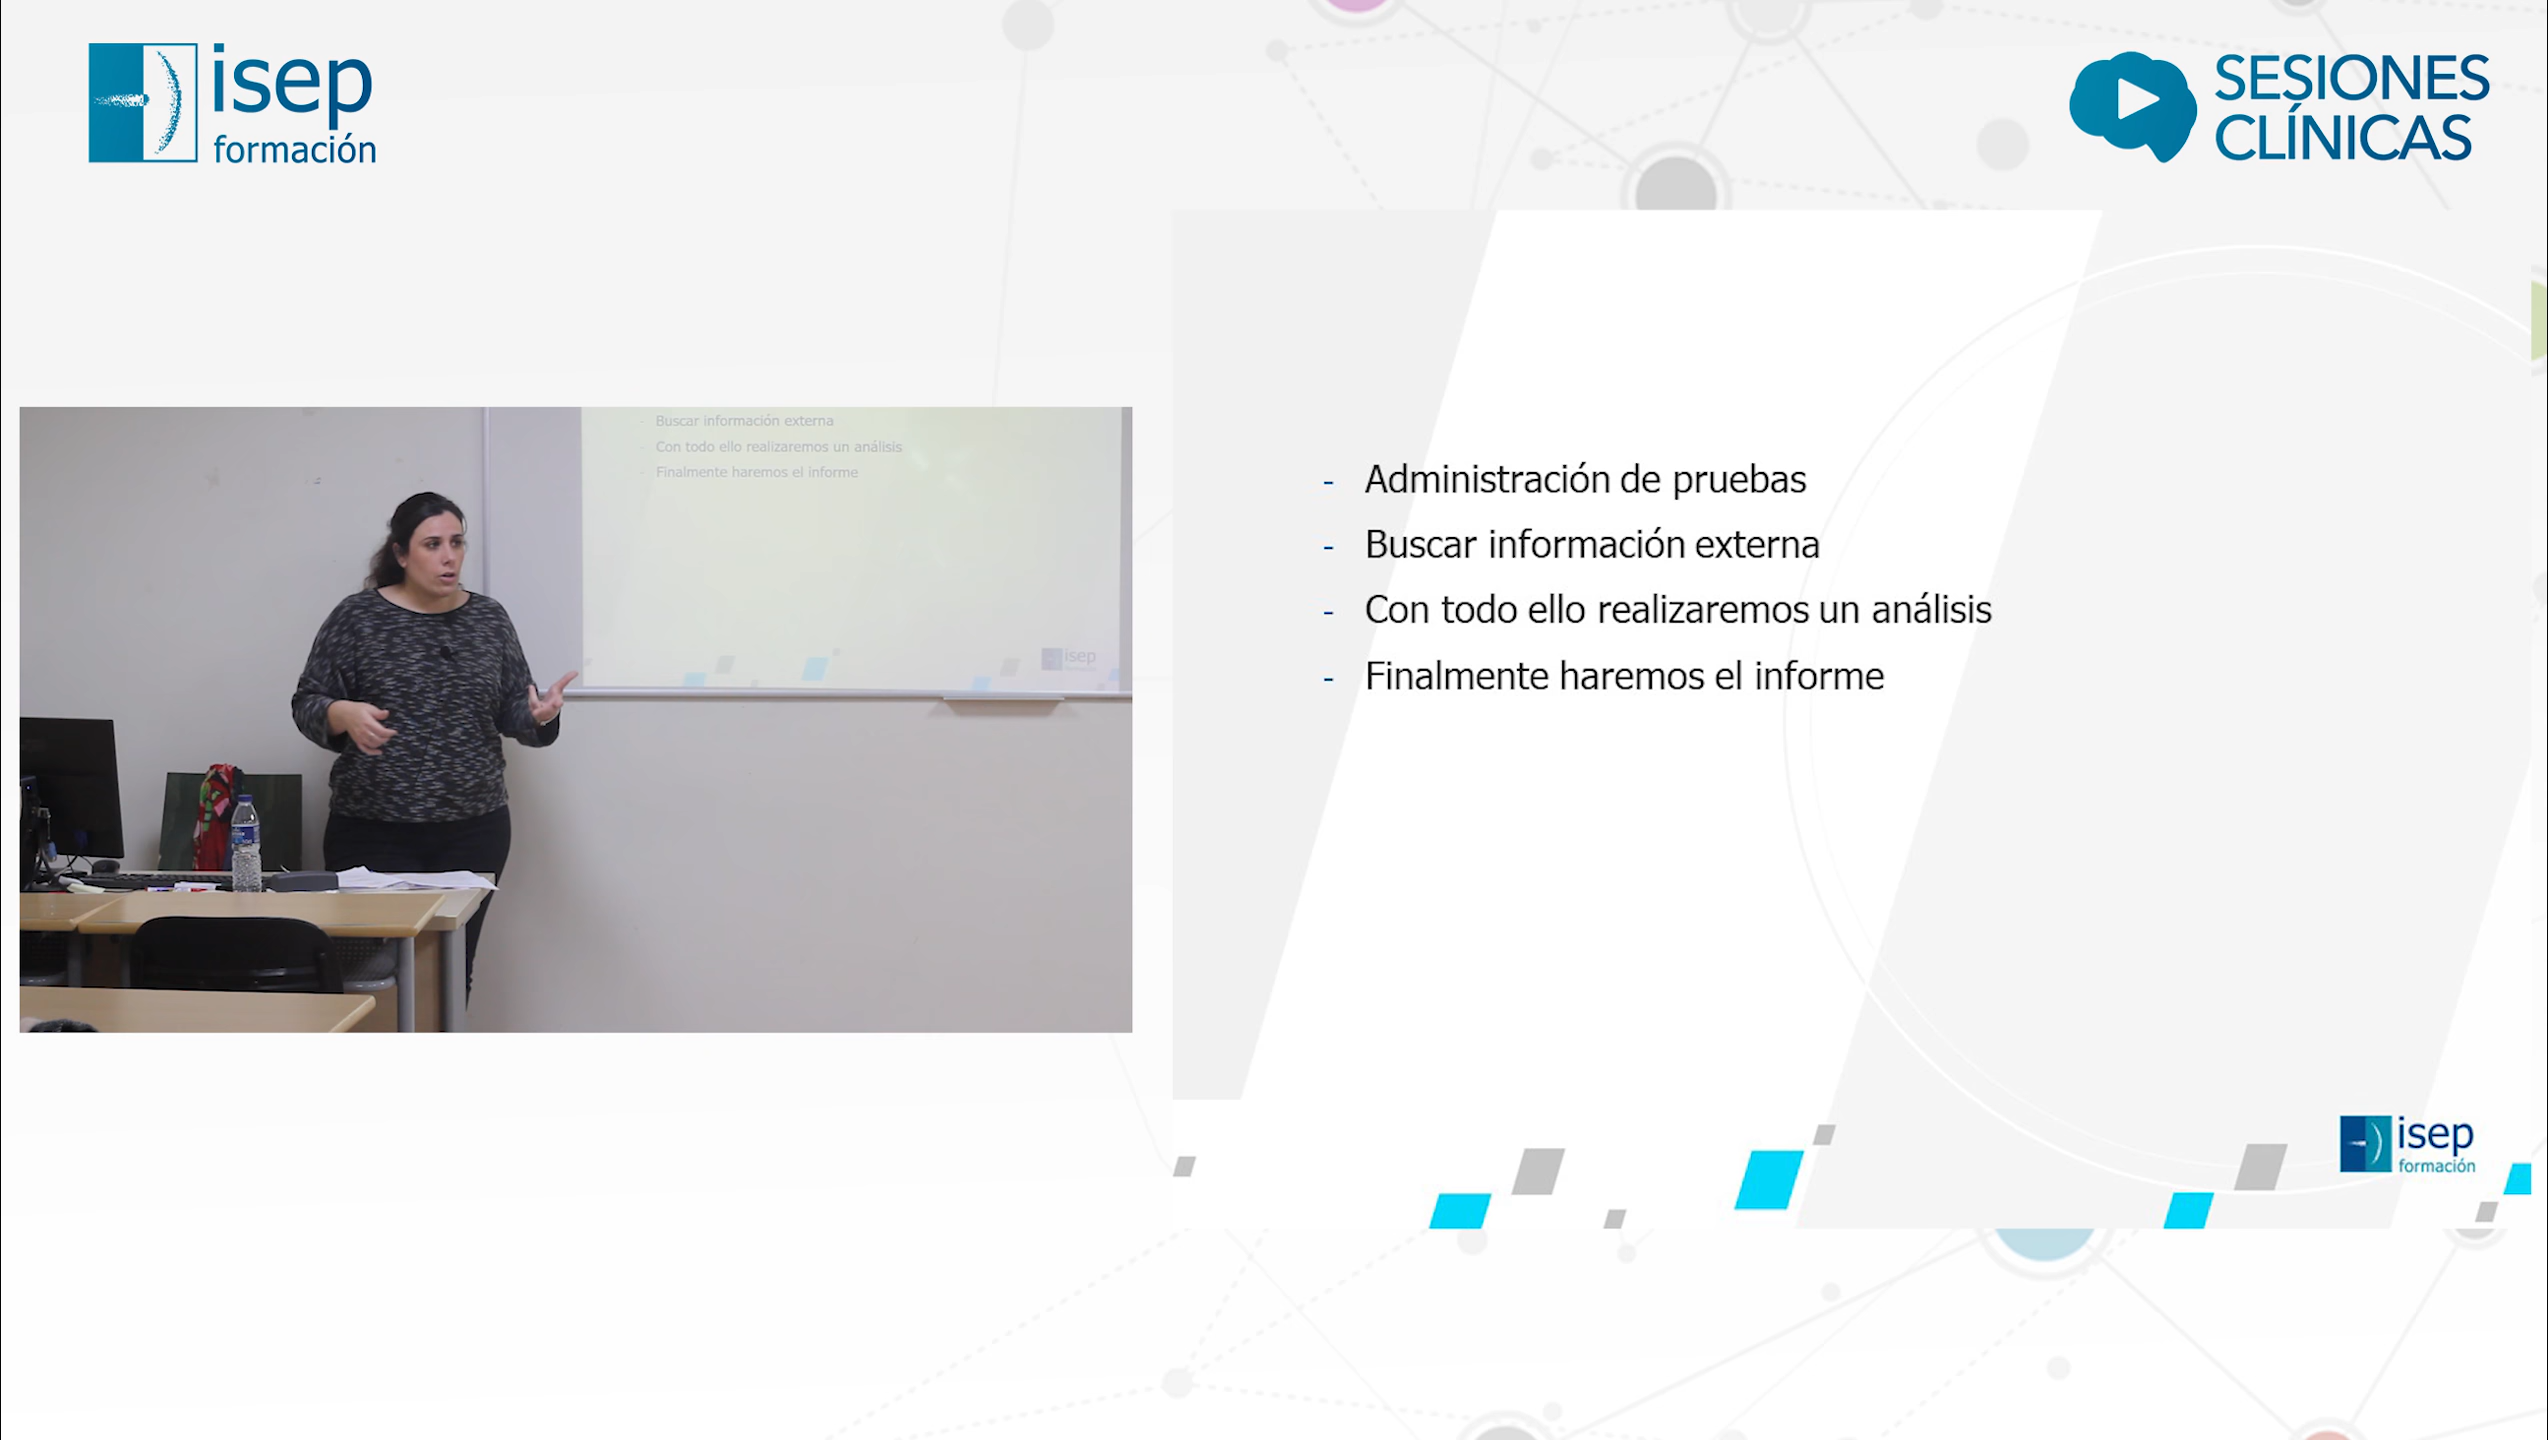 isep
formación
SESIONES
CLÍNICAS
Buscar información externa
- Con todo ello realizaremos un análisis
- Finalmente haremos el informe
isep
- Administración de pruebas
- Buscar información externa
- Con todo ello realizaremos un análisis
- Finalmente haremos el informe
isep
formación